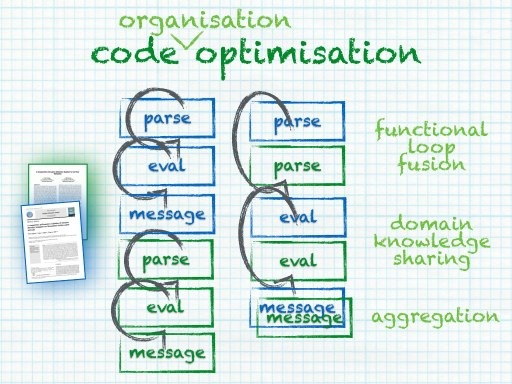 organisation
code optimisation
parse
eval
message
parse
eval
message
parse
parse
eval
eval
message
message
functional
loop
fusion
domain
knowledge
sharing
aggregation